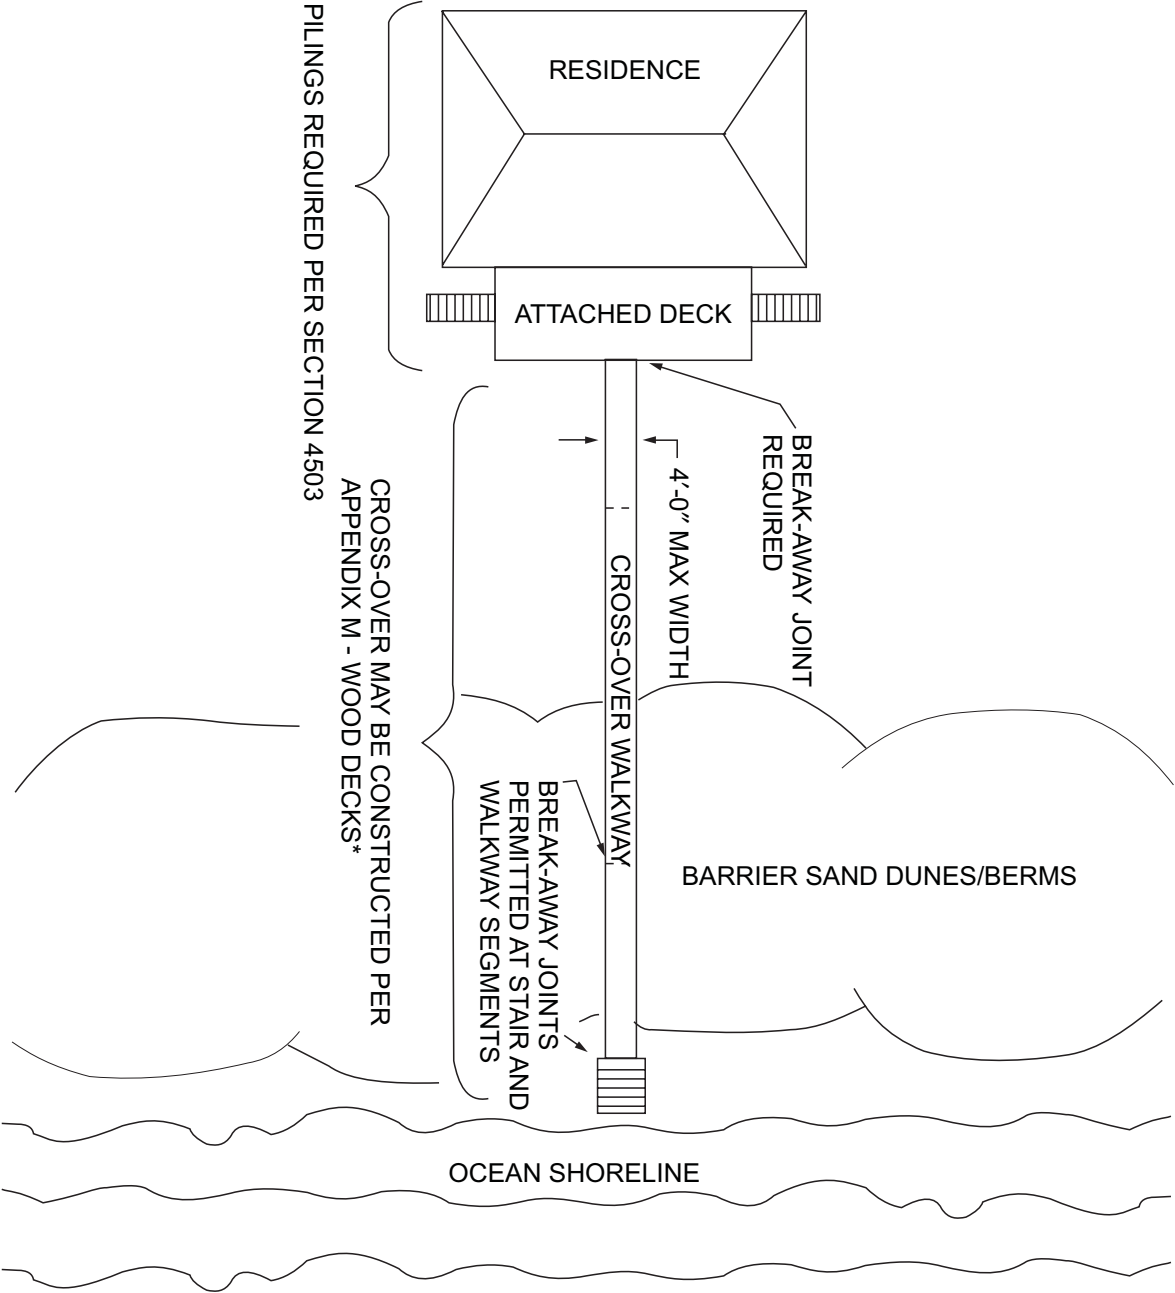 RESIDENCE
ATTACHED DECK
PILINGS REQUIRED PER SECTION 4503
BREAK-AWAY JOINT
REQUIRED
4′-0″ MAX WIDTH
CROSS-OVER WALKWAY
CROSS-OVER MAY BE CONSTRUCTED PER
APPENDIX M - WOOD DECKS*
BREAK-AWAY JOINTS
PERMITTED AT STAIR AND
WALKWAY SEGMENTS
BARRIER SAND DUNES/BERMS
OCEAN SHORELINE